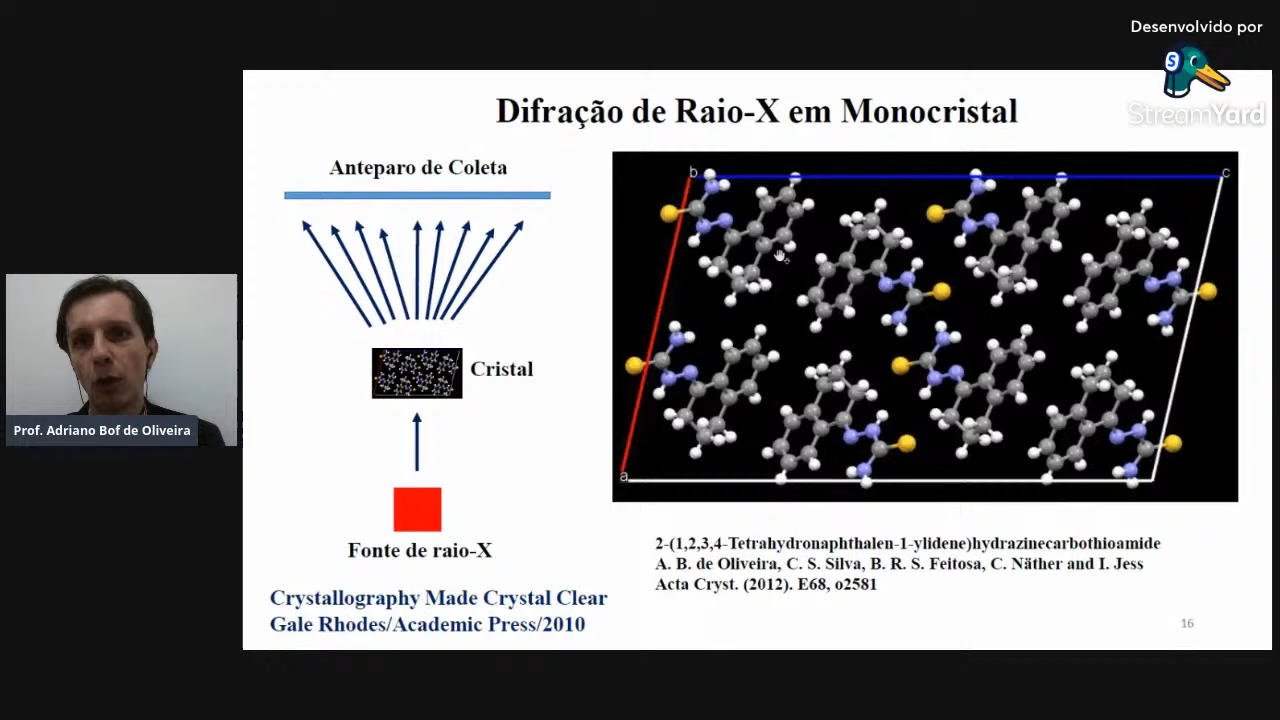 Desenvolvido por
S
StreamYard
Difração de Raio-X em Monocristal
Anteparo de Coleta
Cristal
Fonte de raio-X
Crystallography Made Crystal Clear
Gale Rhodes/Academic Press/2010
b
c
a
2-(1,2,3,4-Tetrahydronaphthalen-1-ylidene)hydrazinecarbothioamide
A. B. de Oliveira, C. S. Silva, B. R. S. Feitosa, C. Näther and I. Jess
Acta Cryst. (2012). E68, o2581
16
Prof. Adriano Bof de Oliveira